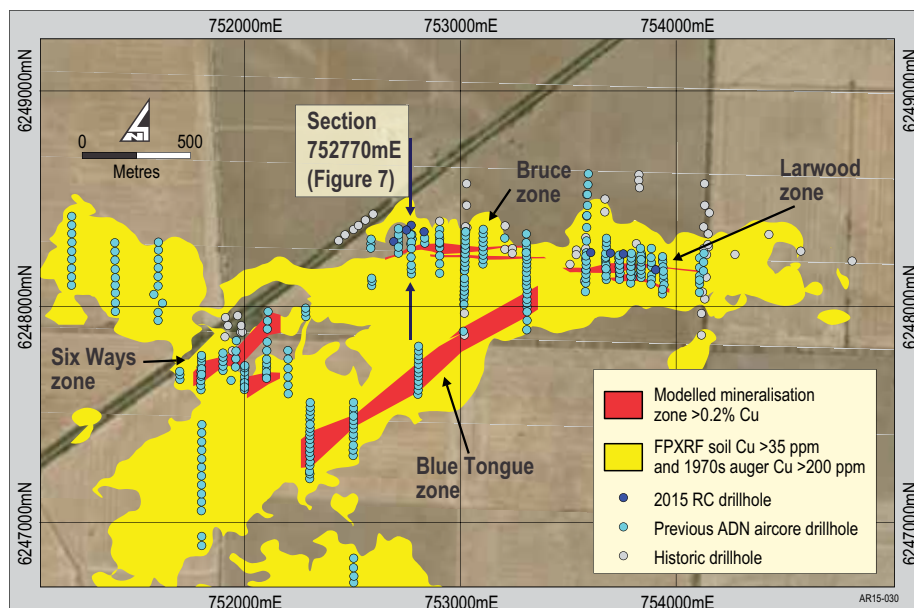 752000mE
753000mE
754000mE
6249000mN
6249000mN
0
500
Metres
N
Section
752770mE
(Figure 7)
Bruce
zone
Larwood
zone
6248000mN
6248000mN
Six Ways
zone
Blue Tongue
zone
Modelled mineralisation
zone >0.2% Cu
FPXRF soil Cu >35 ppm
and 1970s auger Cu >200 ppm
2015 RC drillhole
Previous ADN aircore drillhole
Historic drillhole
6247000mN
6247000mN
752000mE
753000mE
754000mE
AR15-030